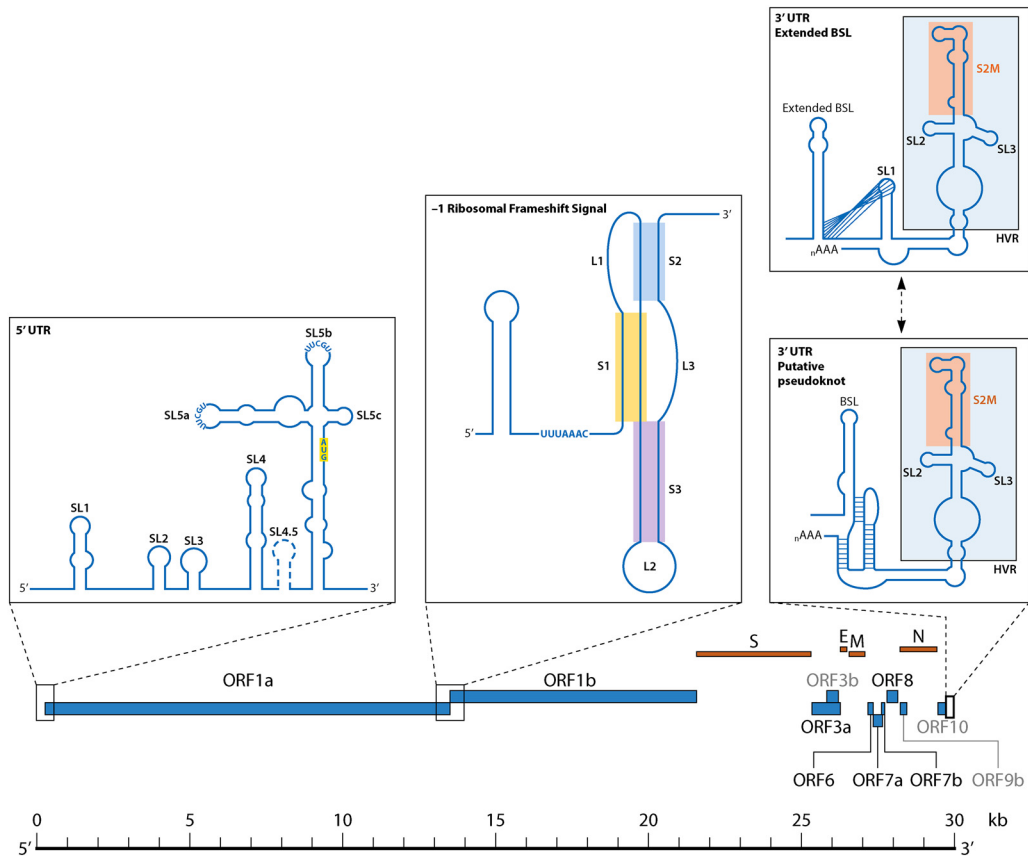 3′ UTR
Extended BSL
S2M
Extended BSL
SL2
SL3
SL1
HVR
nAAA
–1 Ribosomal Frameshift Signal
3′
L1
S2
S1
L3
5′
UUUAAAC
S3
L2
5′ UTR
SL5b
UUCGU
SL5a
UUCGU
SL5c
AUG
SL4
SL1
SL2
SL3
SL4.5
5′
3′
3′ UTR
Putative
pseudoknot
S2M
BSL
SL2
SL3
nAAA
HVR
S
E
M
N
ORF1a
ORF1b
ORF3b
ORF8
ORF3a
ORF10
ORF6
ORF7a
ORF7b
ORF9b
0
5
10
15
20
25
30
kb
5′
3′